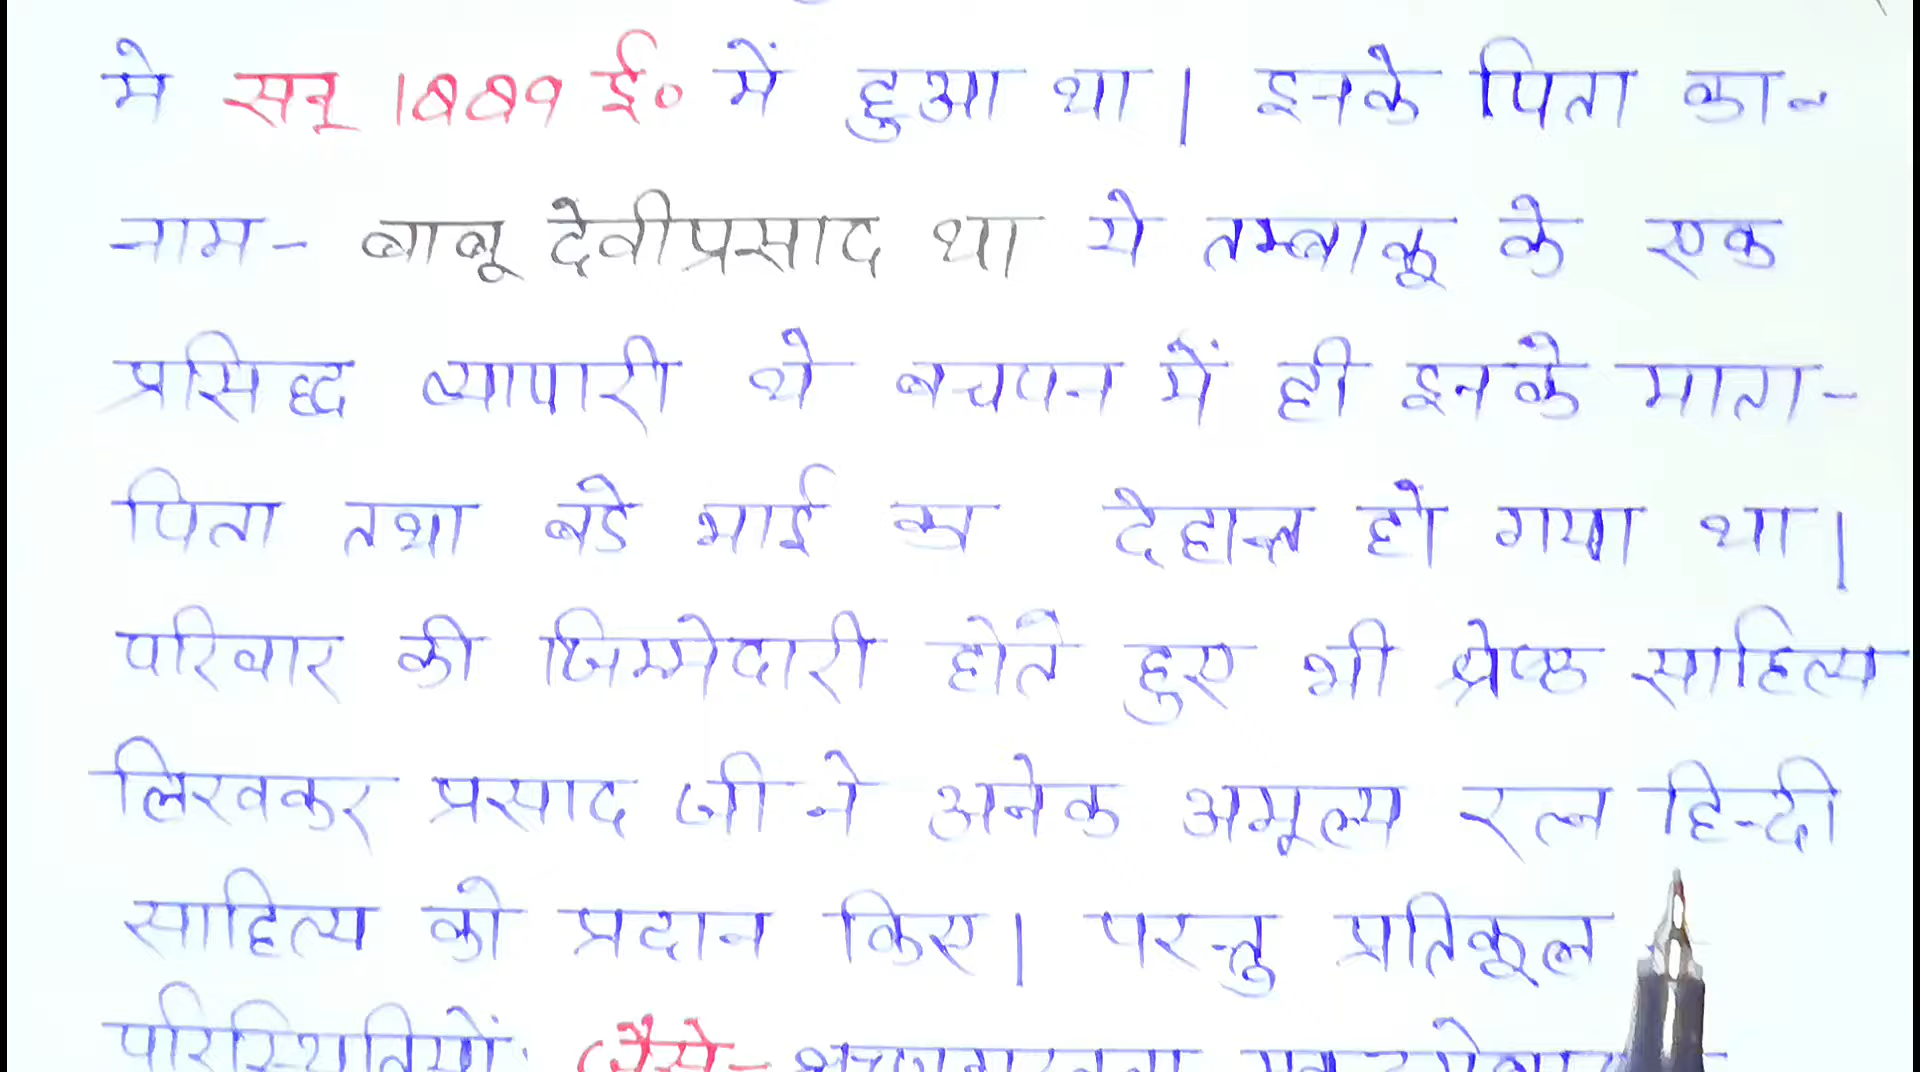 मे सन् 1889 ई० में हुआ था। इनके पिता का-
नाम- बाबू देवीप्रसाद था ये तम्बाकू के एक
प्रसिद्ध व्यापारी थे बचपन में ही इनके माता-
पिता तथा बडे भाई का देहान्त हो गया था।
परिवार की जिम्मेदारी होते हुए भी श्रेष्ठ साहित्य
लिखकर प्रसाद जी ने अनेक अमूल्य रत्न हिन्दी
साहित्य को प्रदान किए। परन्तु प्रतिकूल
परिस्थितियों जैसे-